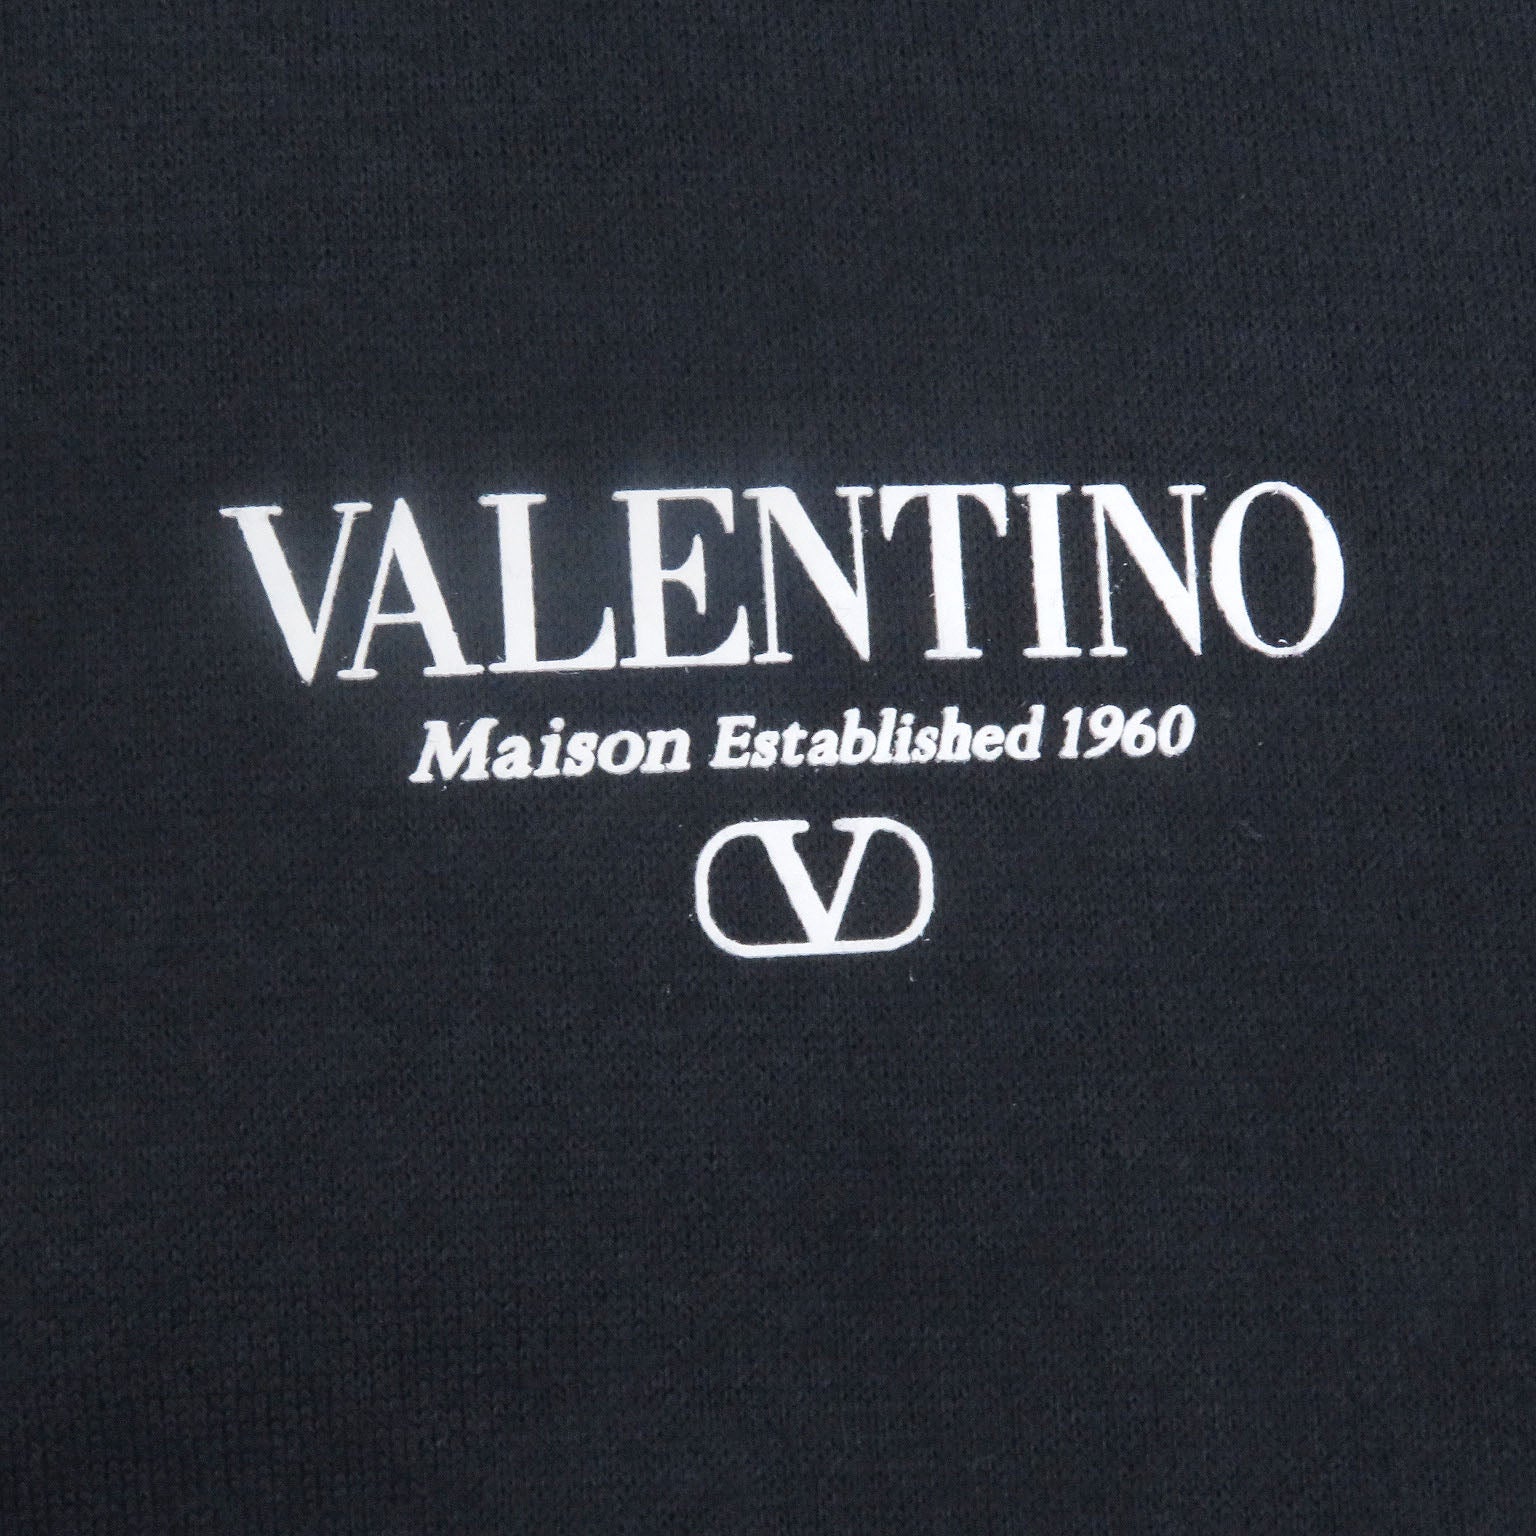 VALENTINO
Maison Established 1960
V